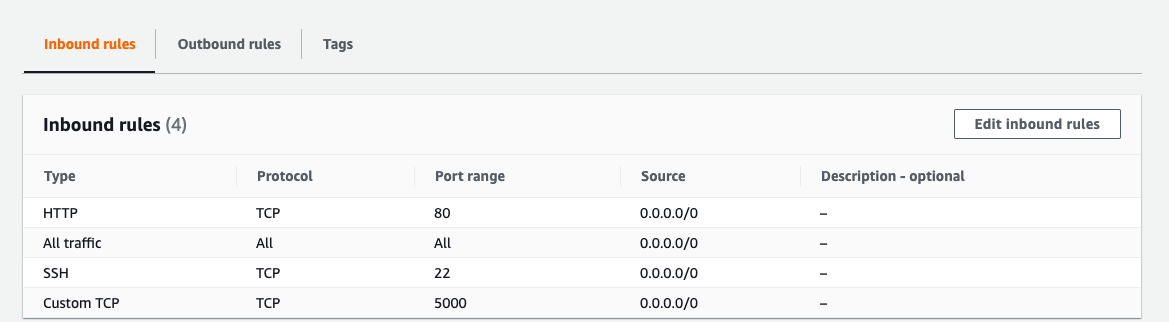 Inbound rules Outbound rules Tags
Inbound rules (4) Edit inbound rules
Type Protocol Port range Source Description - optional
HTTP TCP 80 0.0.0.0/0 –
All traffic All All 0.0.0.0/0 –
SSH TCP 22 0.0.0.0/0 –
Custom TCP TCP 5000 0.0.0.0/0 –